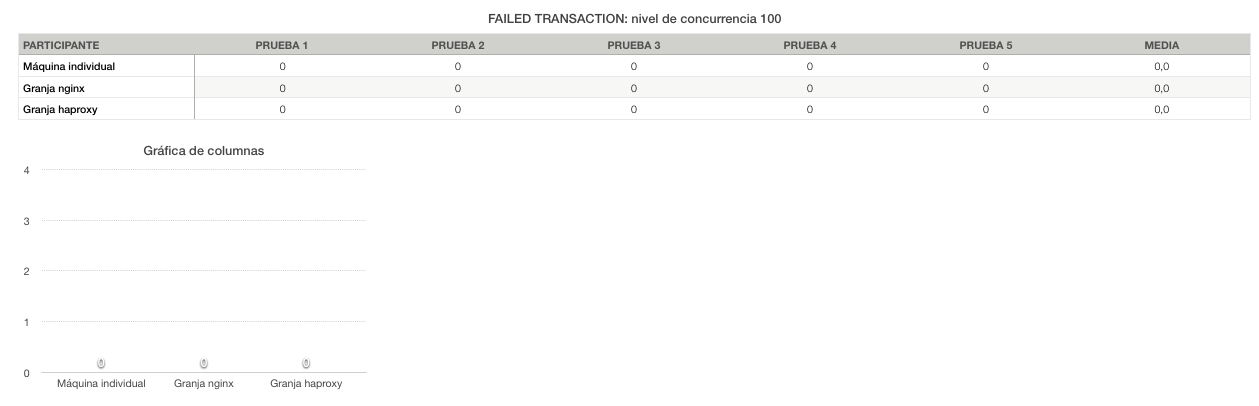 FAILED TRANSACTION: nivel de concurrencia 100
PARTICIPANTE PRUEBA 1 PRUEBA 2 PRUEBA 3 PRUEBA 4 PRUEBA 5 MEDIA
Máquina individual 0 0 0 0 0 0,0
Granja nginx 0 0 0 0 0 0,0
Granja haproxy 0 0 0 0 0 0,0
Gráfica de columnas
4
3
2
1
0 0 0
0
Máquina individual Granja nginx Granja haproxy